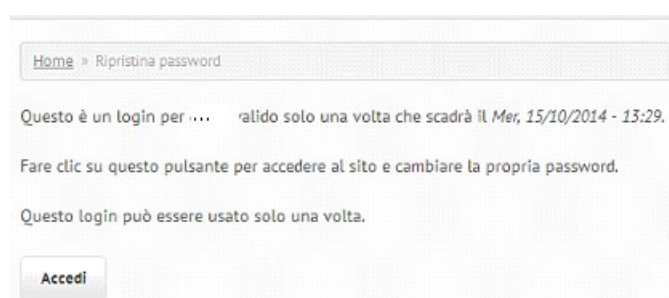 Home » Ripristina password
Questo è un login per .... valido solo una volta che scadrà il Mer, 15/10/2014 - 13:29.
Fare clic su questo pulsante per accedere al sito e cambiare la propria password.
Questo login può essere usato solo una volta.
Accedi